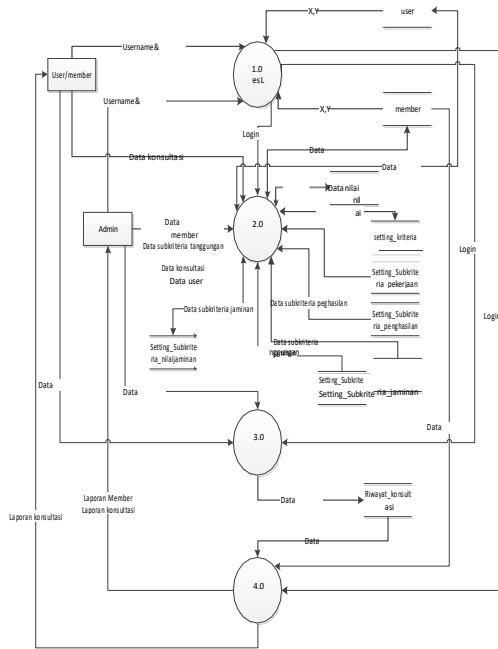 X,Y
user
Username&
User/member
1.0
esL
Username&
X,Y
member
Login
Data
Data konsultasi
Data
Data nilai
nil
ai
Admin
Data
member
2.0
setting_kriteria
Data subkriteria tanggungan
Login
Data konsultasi
Data user
Setting_Subkrite
ria_pekerjaan
Data subkriteria jaminan
Data subkriteria peghasilan
Setting_Subkrite
ria_penghasilan
Login
Setting_Subkrite
ria_nilaijaminan
Data subkriteria
Setting_Subkrite
Setting_Subkrite ria_jaminan
Data
Data
Data
3.0
Laporan Member
Laporan konsultasi
Laporan konsultasi
Data
Riwayat_konsult
asi
Data
4.0